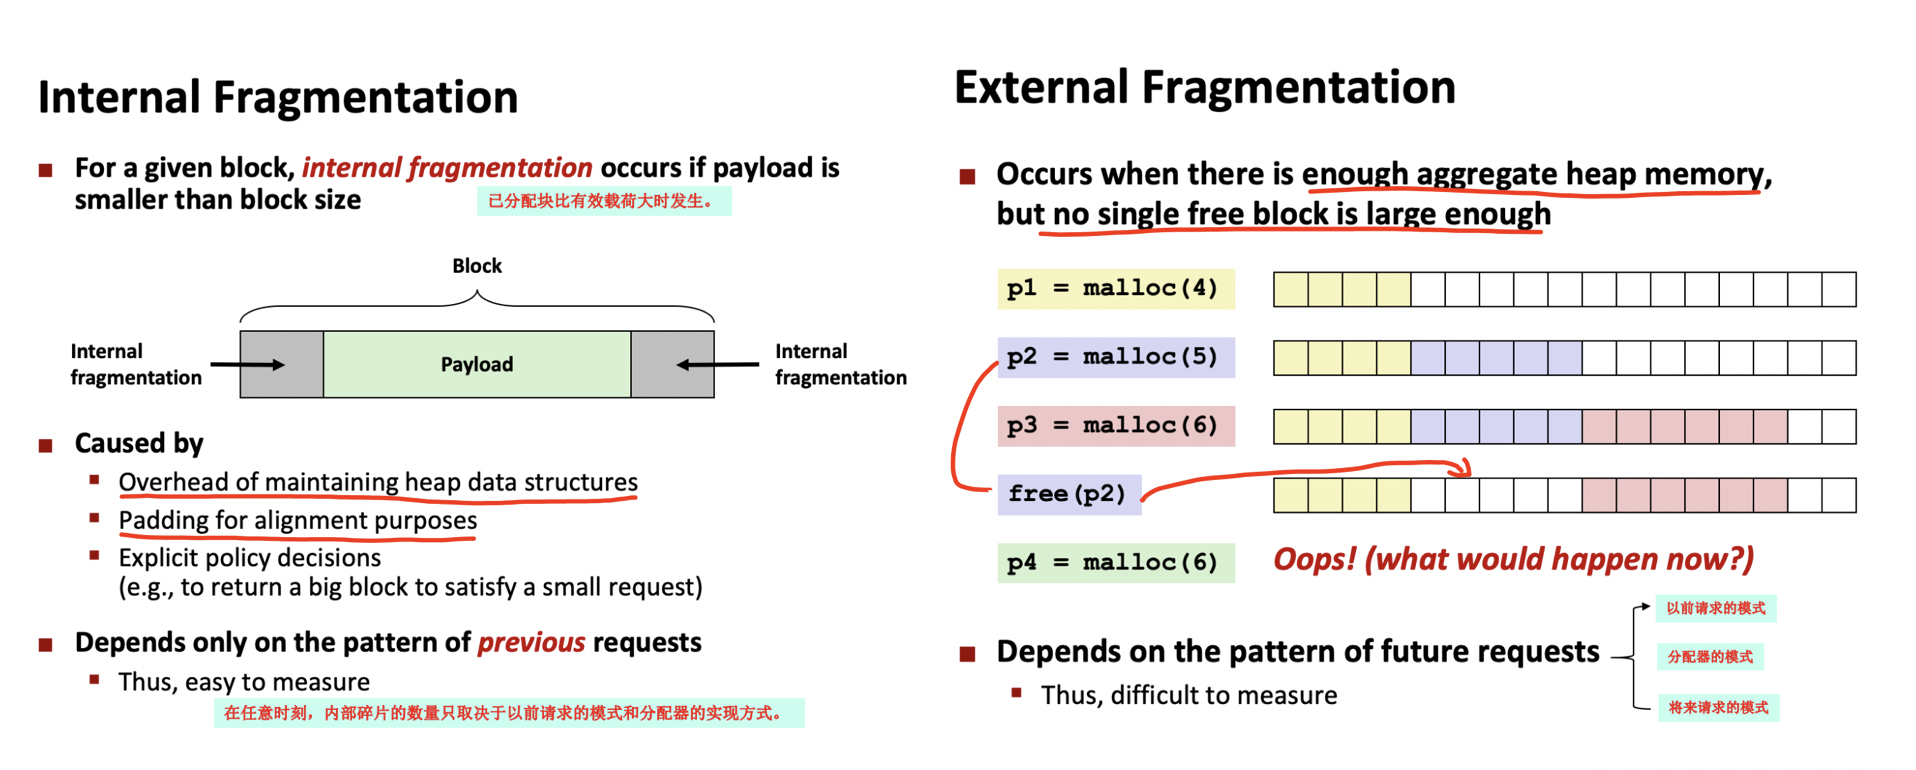 Internal Fragmentation
■ For a given block, internal fragmentation occurs if payload is
smaller than block size
已分配块比有效载荷大时发生。
Block
Internal
fragmentation
Payload
Internal
fragmentation
■ Caused by
■ Overhead of maintaining heap data structures
■ Padding for alignment purposes
■ Explicit policy decisions
(e.g., to return a big block to satisfy a small request)
■ Depends only on the pattern of previous requests
■ Thus, easy to measure
在任意时刻，内部碎片的数量只取决于以前请求的模式和分配器的实现方式。
External Fragmentation
■ Occurs when there is enough aggregate heap memory,
but no single free block is large enough
p1 = malloc(4)
p2 = malloc(5)
p3 = malloc(6)
free(p2)
p4 = malloc(6)
Oops! (what would happen now?)
■ Depends on the pattern of future requests
以前请求的模式
分配器的模式
将来请求的模式
■ Thus, difficult to measure